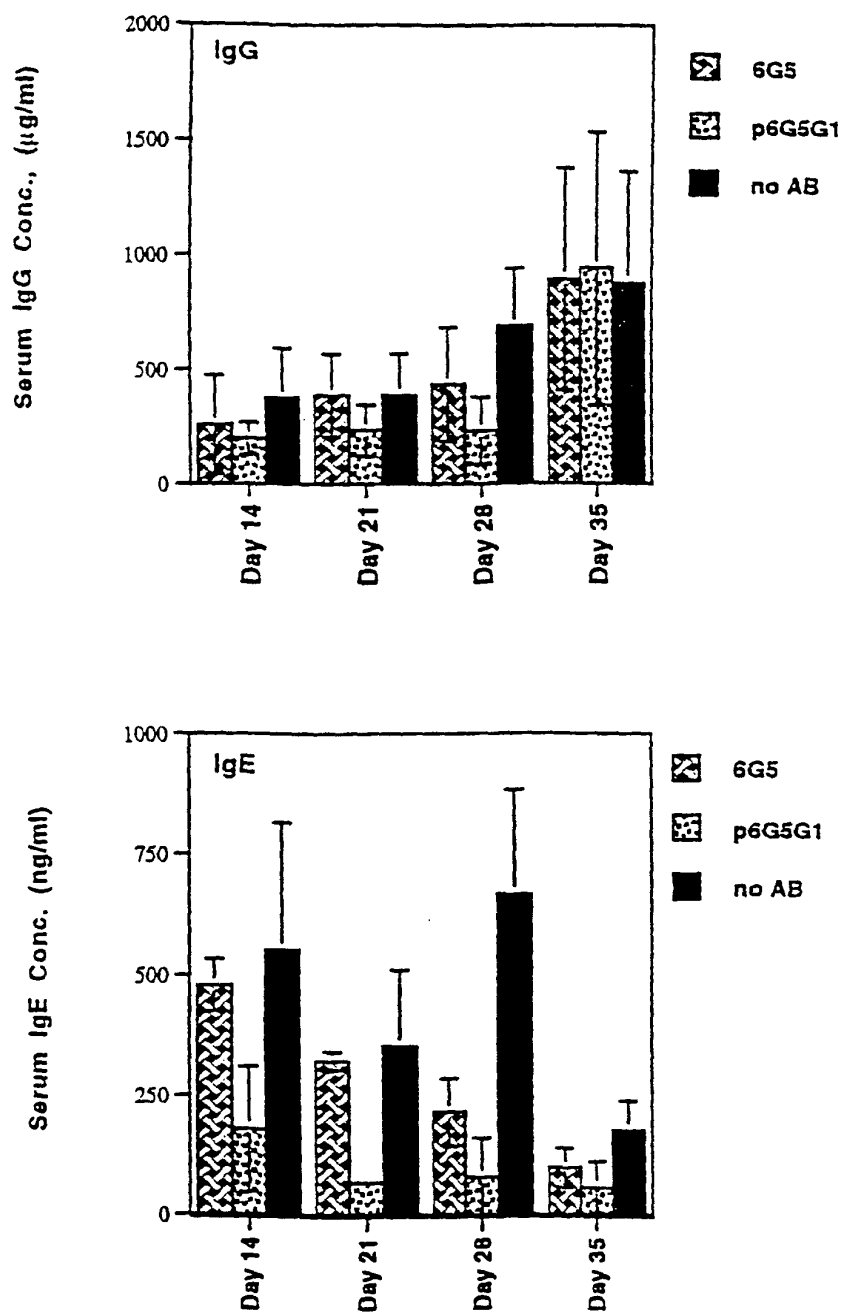 2000
IgG
6G5
1500
p6G5G1
no AB
1000
500
0
Serum IgG Conc., (µg/ml)
Day 14
Day 21
Day 28
Day 35
1000
IgE
6G5
750
p6G5G1
no AB
500
250
0
Serum IgE Conc. (ng/ml)
Day 14
Day 21
Day 28
Day 35